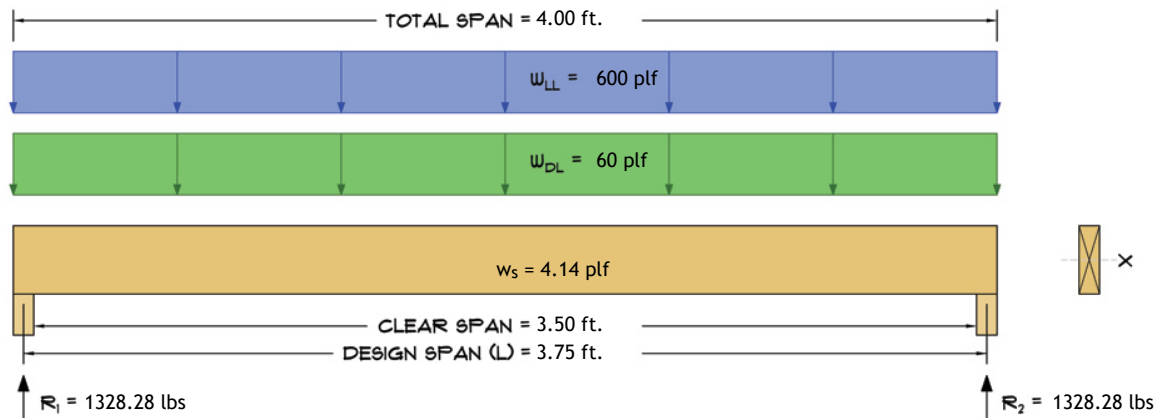 TOTAL SPAN = 4.00 ft.
WLL = 600 plf
WDL = 60 plf
ws = 4.14 plf
X
CLEAR SPAN = 3.50 ft.
DESIGN SPAN (L) = 3.75 ft.
R1 = 1328.28 lbs
R2 = 1328.28 lbs